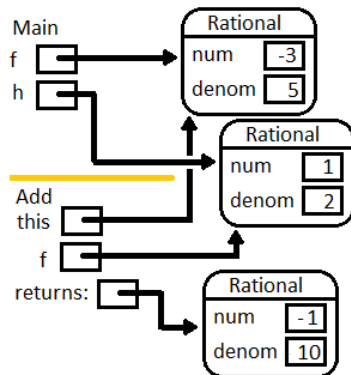 Main
f
h
Rational
num -3
denom 5
Rational
num 1
denom 2
Add
this
f
returns:
Rational
num -1
denom 10